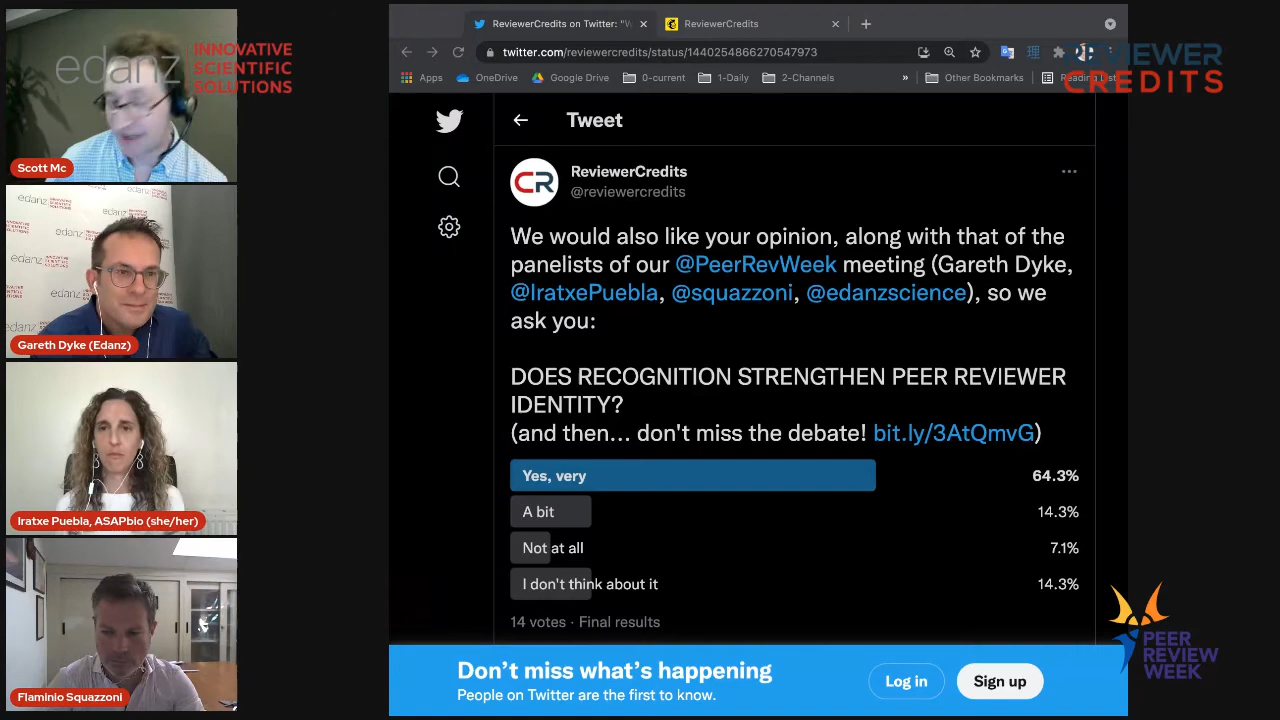 edanz INNOVATIVE
SCIENTIFIC
SOLUTIONS
Scott Mc
Gareth Dyke (Edanz)
Iratxe Puebla, ASAPbio (she/her)
Flaminio Squazzoni
ReviewerCredits on Twitter: "W
ReviewerCredits
twitter.com/reviewercredits/status/1440254866270547973
Apps OneDrive Google Drive 0-current 1-Daily 2-Channels » Other Bookmarks Reading List
REVIEWER
CREDITS
Tweet
CR
ReviewerCredits
@reviewercredits
We would also like your opinion, along with that of the
panelists of our @PeerRevWeek meeting (Gareth Dyke,
@IratxePuebla, @squazzoni, @edanzscience), so we
ask you:
DOES RECOGNITION STRENGTHEN PEER REVIEWER
IDENTITY?
(and then... don't miss the debate! bit.ly/3AtQmvG)
Yes, very 64.3%
A bit 14.3%
Not at all 7.1%
I don't think about it 14.3%
14 votes · Final results
Don't miss what's happening
People on Twitter are the first to know.
Log in
Sign up
PEER
REVIEW
WEEK